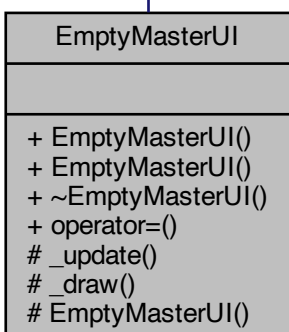 EmptyMasterUI
+ EmptyMasterUI()
+ EmptyMasterUI()
+ ~EmptyMasterUI()
+ operator=()
# _update()
# _draw()
# EmptyMasterUI()